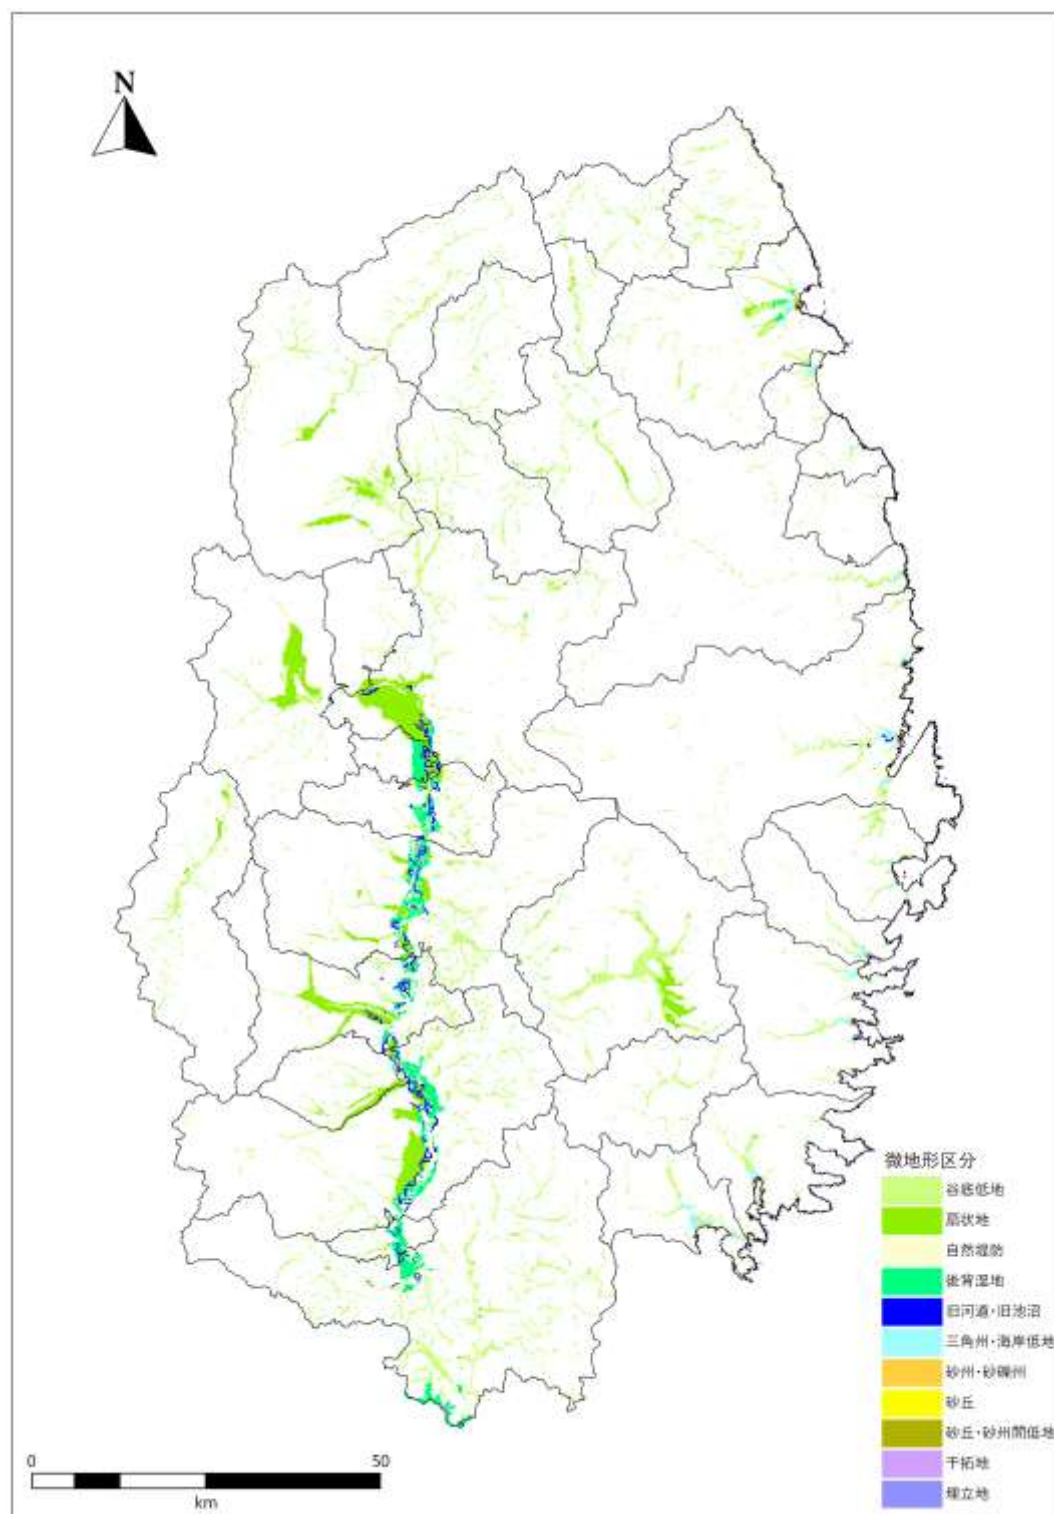 N
微地形区分
谷底低地
扇状地
自然堤防
後背湿地
旧河道・旧池沼
三角州・海岸低地
砂州・砂礫州
砂丘
砂丘・砂州間低地
干拓地
埋立地
0 50
km